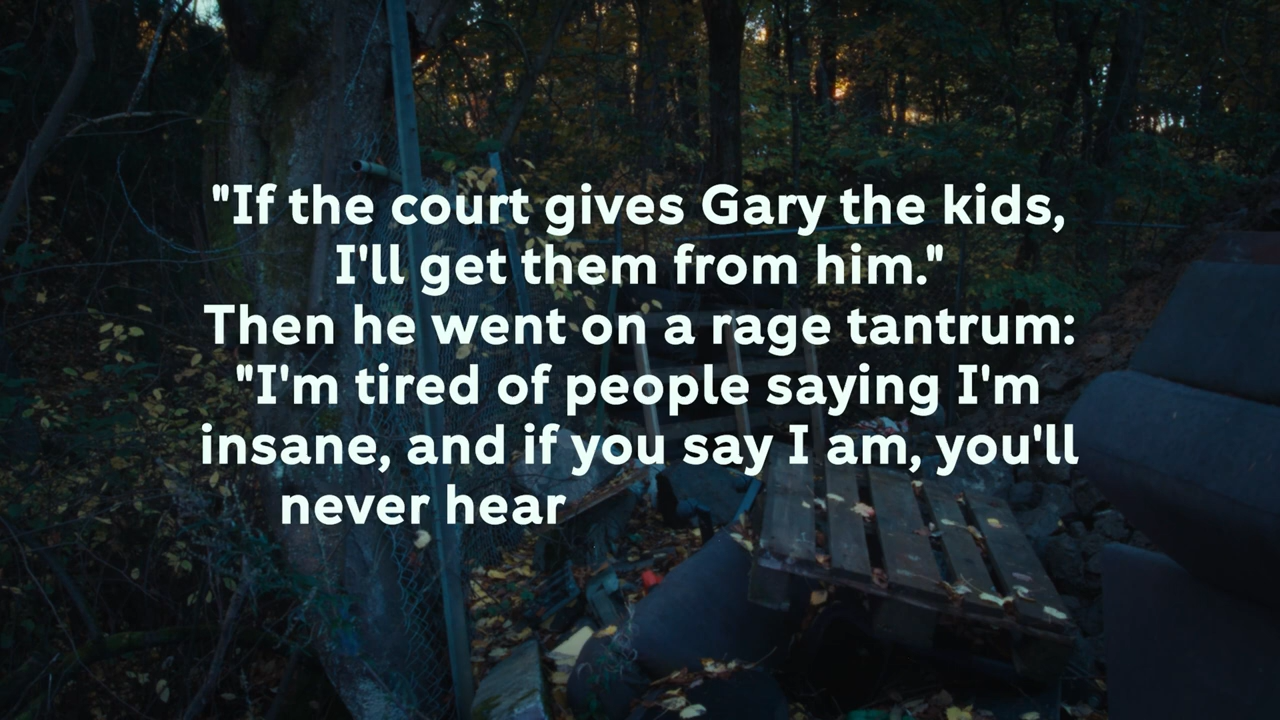 "If the court gives Gary the kids,
I'll get them from him."
Then he went on a rage tantrum:
"I'm tired of people saying I'm
insane, and if you say I am, you'll
never hear